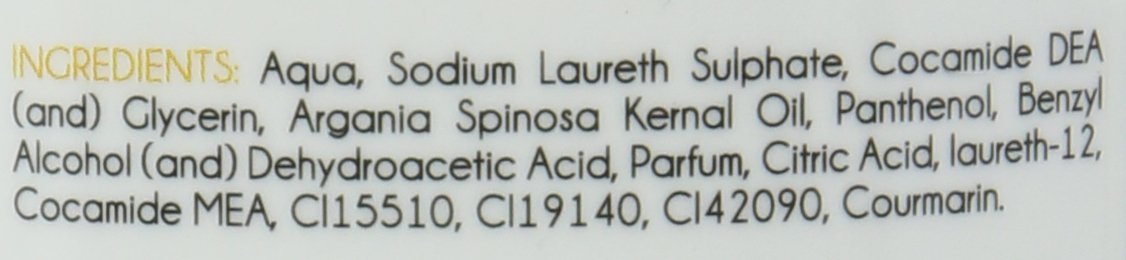 INGREDIENTS: Aqua, Sodium Laureth Sulphate, Cocamide DEA
(and) Glycerin, Argania Spinosa Kernal Oil, Panthenol, Benzyl
Alcohol (and) Dehydroacetic Acid, Parfum, Citric Acid, laureth-12,
Cocamide MEA, CI15510, CI19140, CI42090, Courmarin.